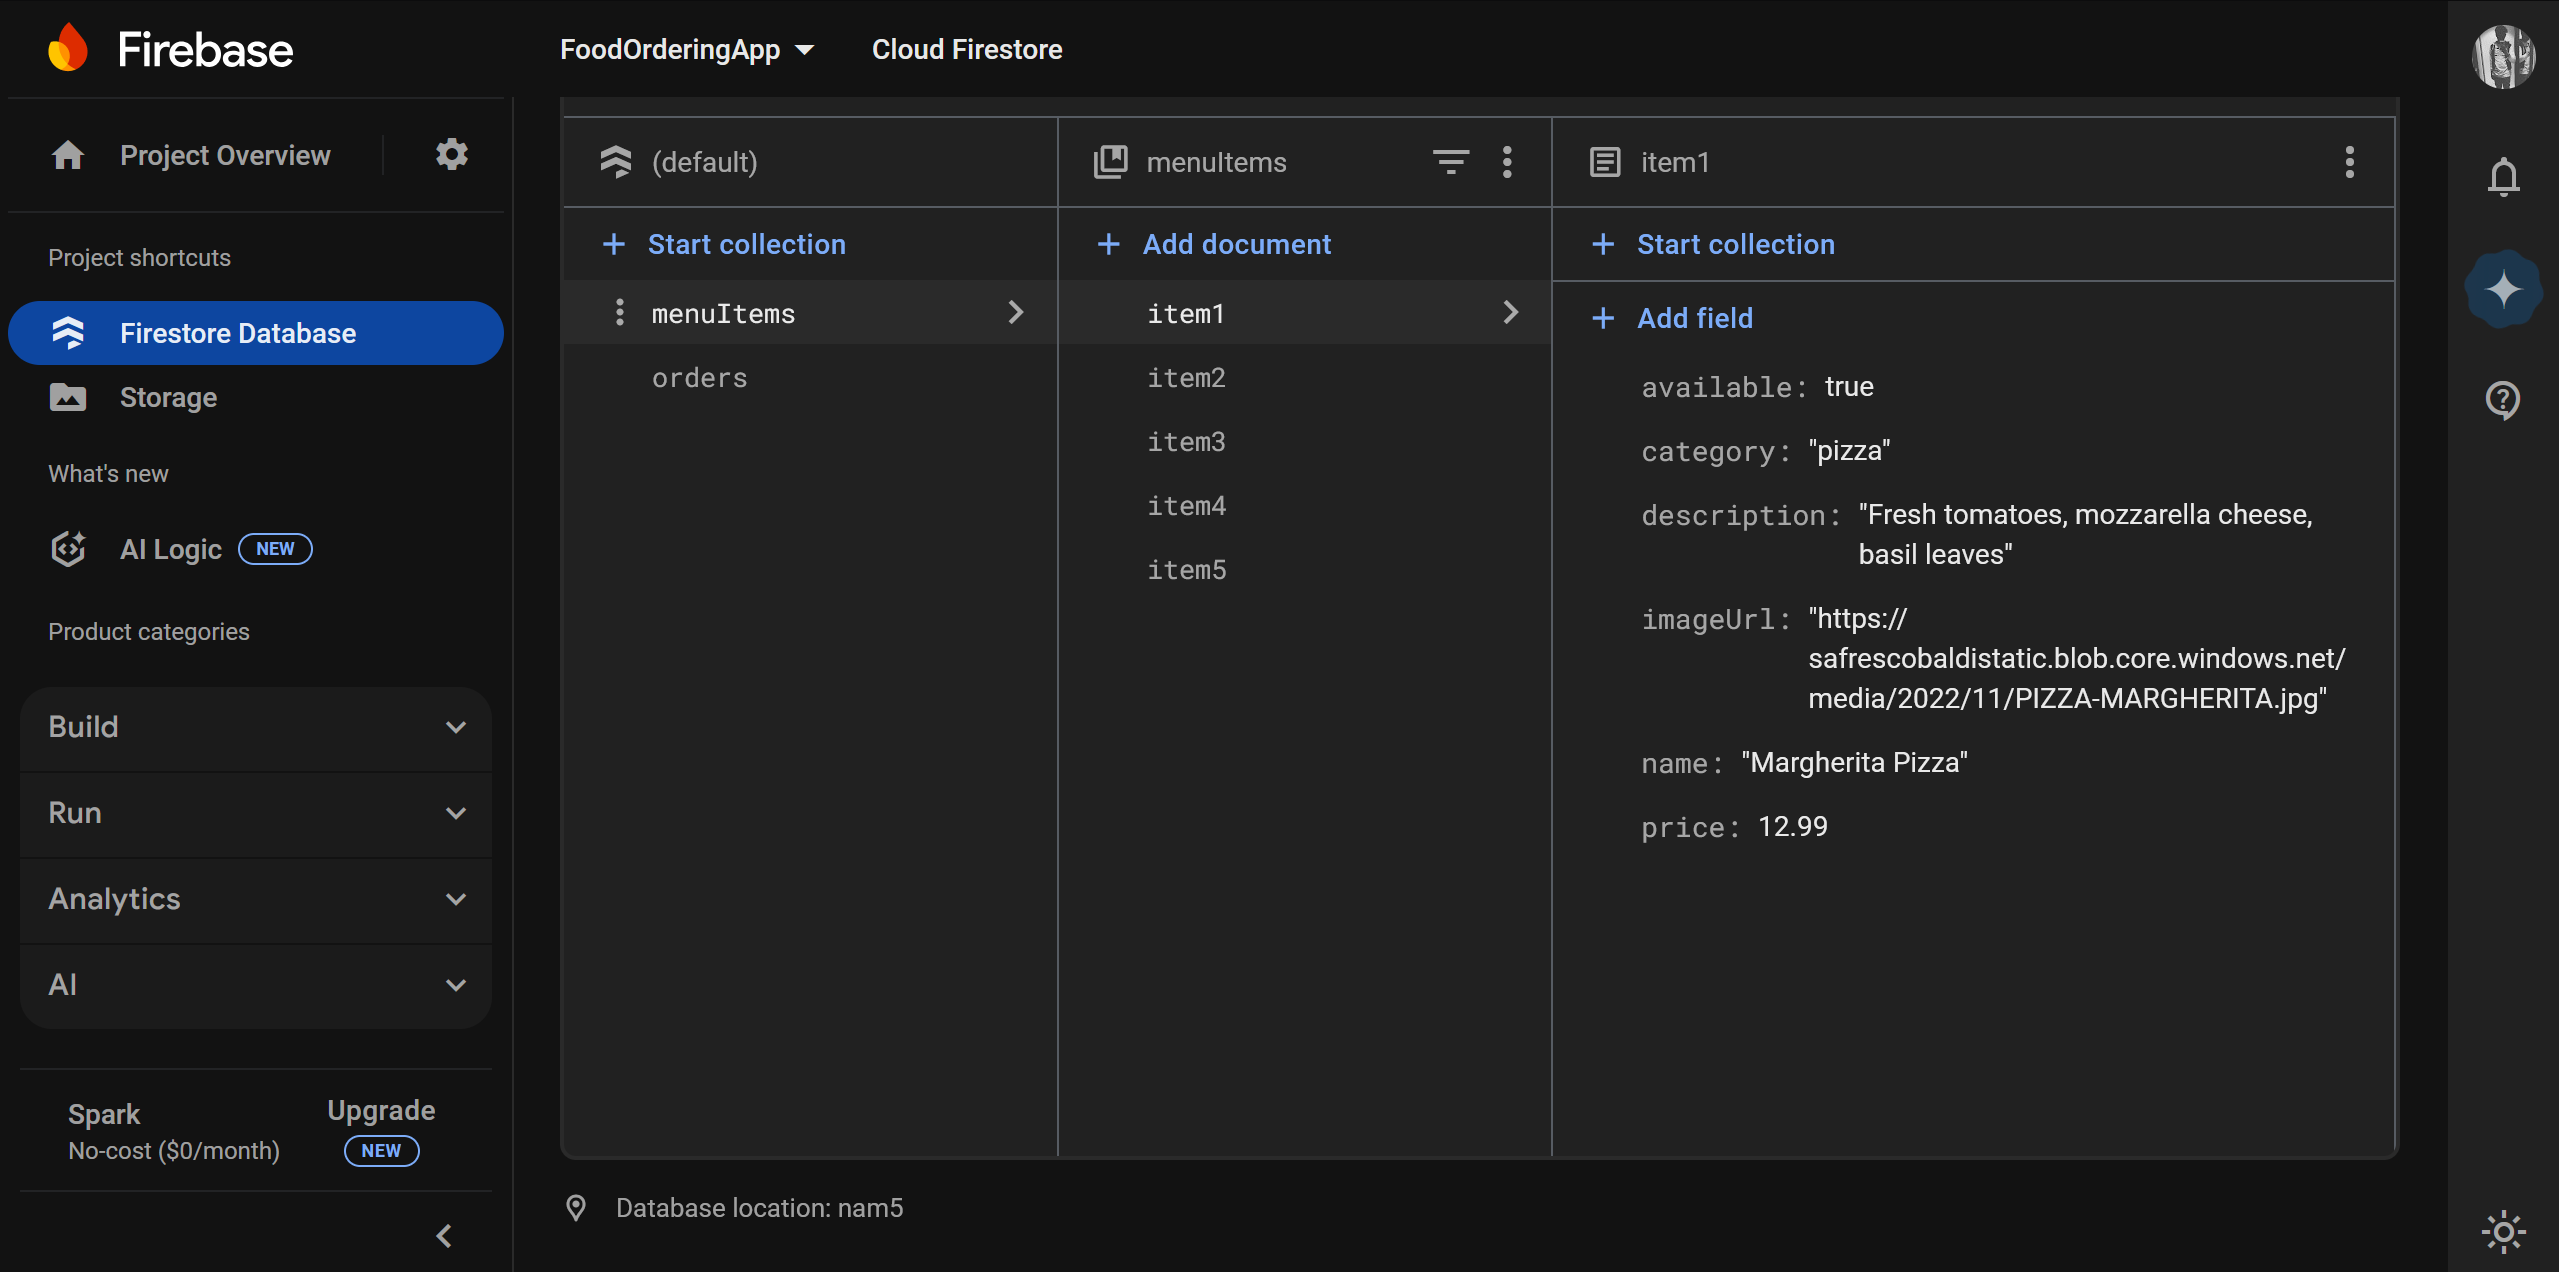 Firebase
FoodOrderingApp
Cloud Firestore
Project Overview
Project shortcuts
Firestore Database
Storage
What's new
AI Logic NEW
Product categories
Build
Run
Analytics
AI
Spark
No-cost ($0/month)
Upgrade
NEW
(default)
Start collection
menuItems
orders
menuItems
Add document
item1
item2
item3
item4
item5
item1
Start collection
Add field
available: true
category: "pizza"
description: "Fresh tomatoes, mozzarella cheese,
basil leaves"
imageUrl: "https://
safrescobaldistatic.blob.core.windows.net/
media/2022/11/PIZZA-MARGHERITA.jpg"
name: "Margherita Pizza"
price: 12.99
Database location: nam5